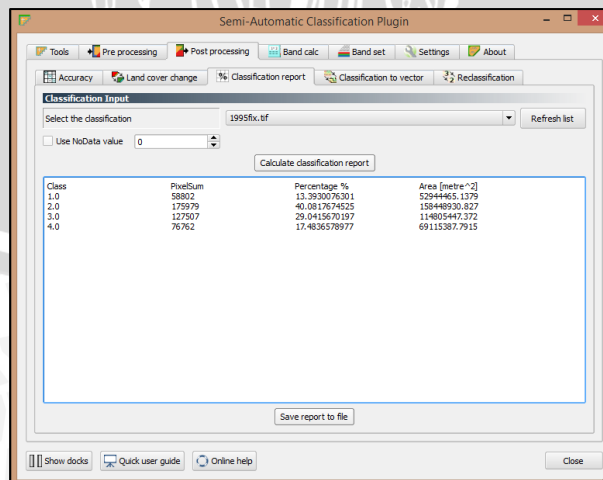 Semi-Automatic Classification Plugin
Tools Pre processing Post processing Band calc Band set Settings About
Accuracy Land cover change Classification report Classification to vector Reclassification
Classification Input
Select the classification 1995fix.tif Refresh list
Use NoData value 0
Calculate classification report
Class PixelSum Percentage % Area [metre^2]
1.0 58802 13.3930076301 52944465.1379
2.0 175979 40.0817674525 158448930.827
3.0 127507 29.0415670197 114805447.372
4.0 76762 17.4836578977 69115387.7915
Save report to file
Show docks Quick user guide Online help Close